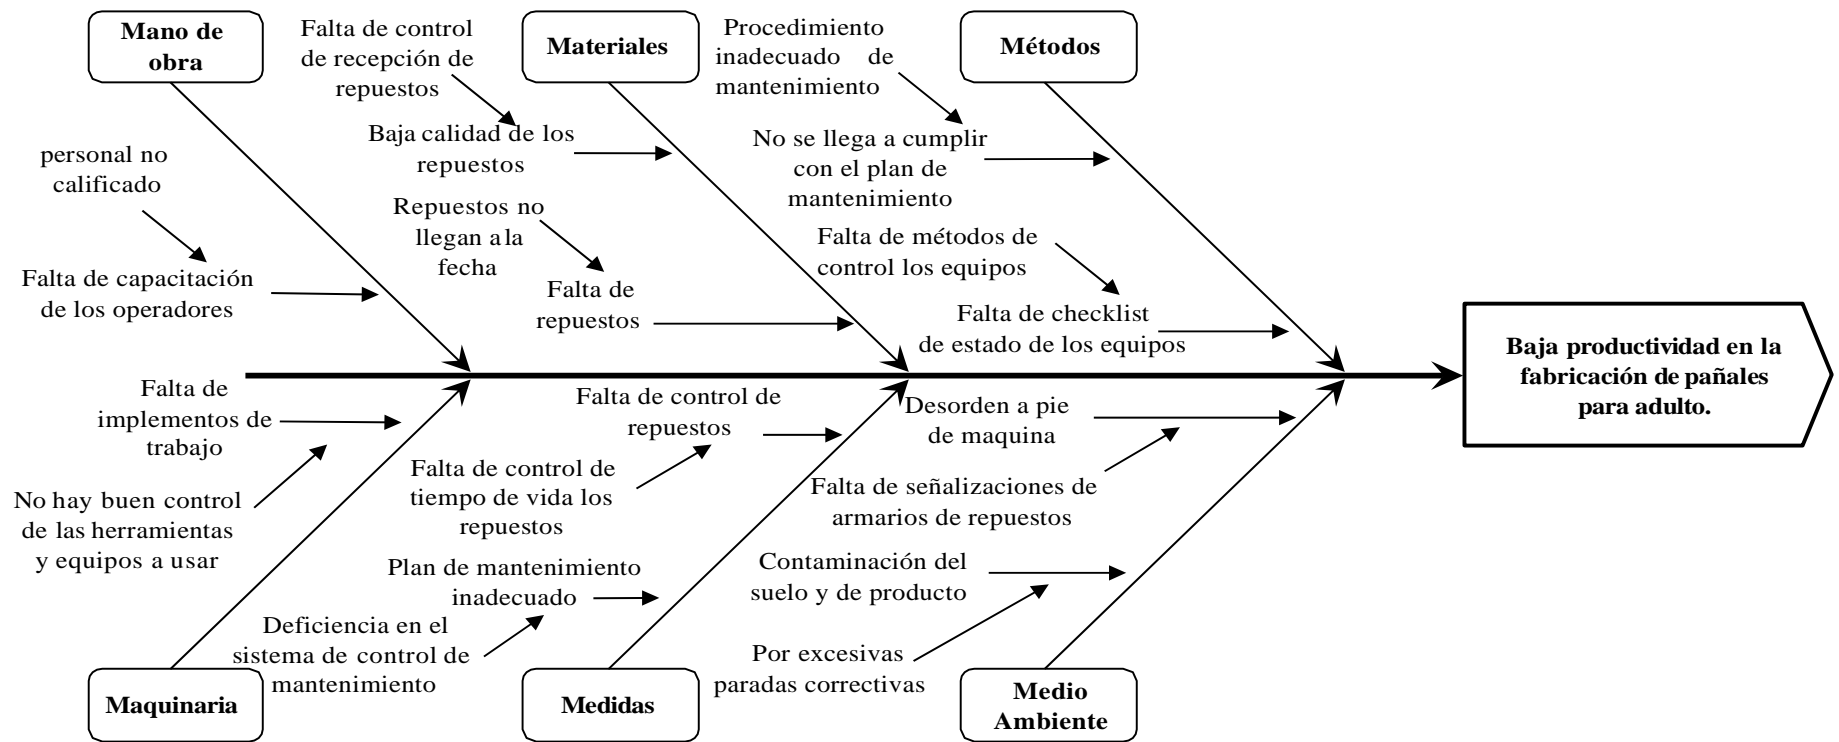 Mano de
obra
Falta de control
de recepción de
repuestos
Materiales
Procedimiento
inadecuado de
mantenimiento
Métodos
personal no
calificado
Baja calidad de los
repuestos
No se llega a cumplir
con el plan de
mantenimiento
Repuestos no
llegan a la
fecha
Falta de métodos de
control los equipos
Falta de capacitación
de los operadores
Falta de
repuestos
Falta de checklist
de estado de los equipos
Baja productividad en la
fabricación de pañales
para adulto.
Falta de
implementos de
trabajo
Falta de control de
repuestos
Desorden a pie
de maquina
No hay buen control
de las herramientas
y equipos a usar
Falta de control de
tiempo de vida los
repuestos
Falta de señalizaciones de
armarios de repuestos
Plan de mantenimiento
inadecuado
Contaminación del
suelo y de producto
Deficiencia en el
sistema de control de
mantenimiento
Por excesivas
paradas correctivas
Maquinaria
Medidas
Medio
Ambiente